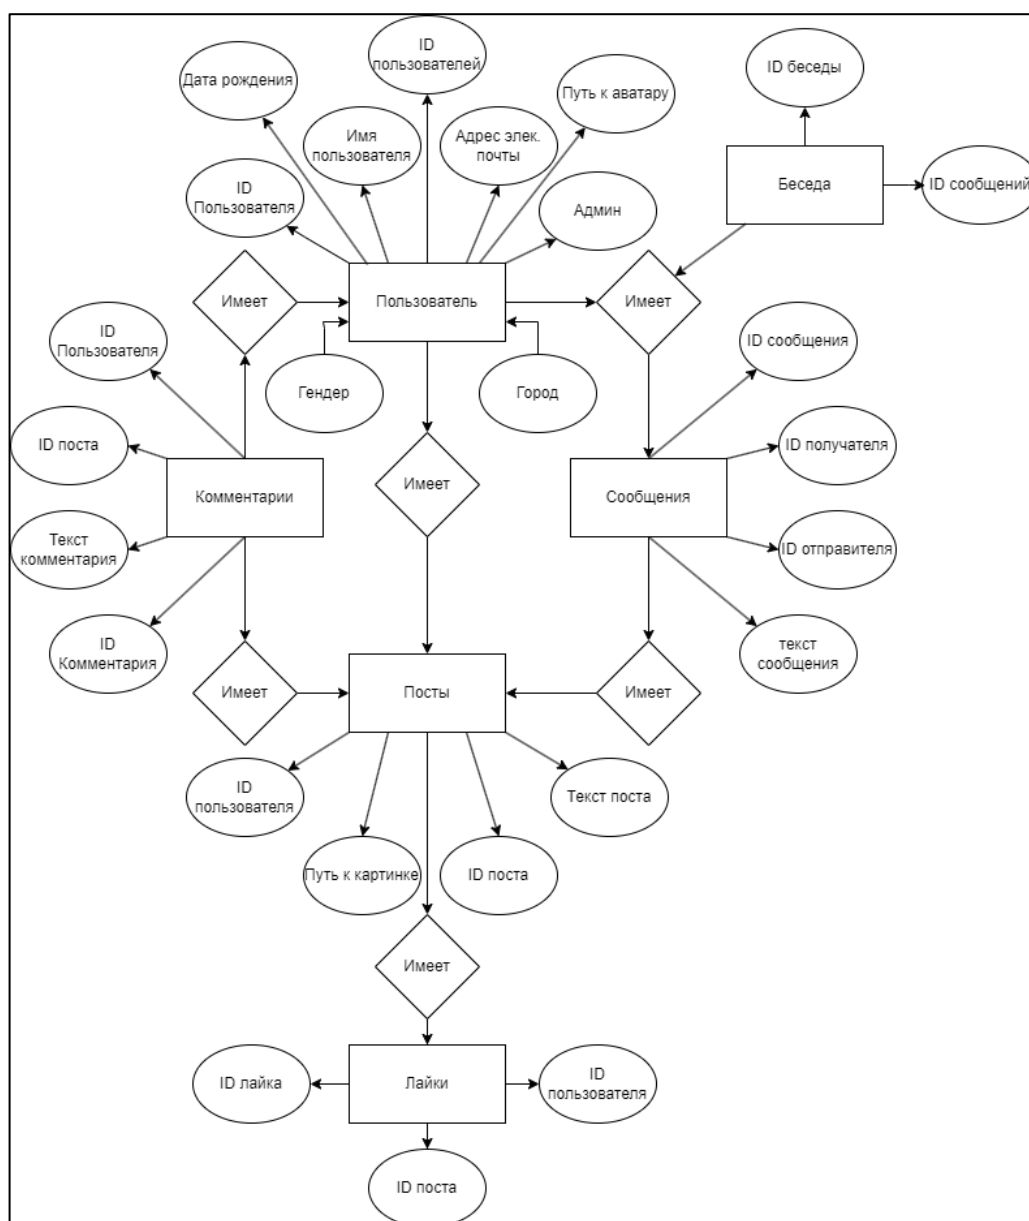 ID
пользователей
ID беседы
Дата рождения
Путь к аватару
Имя
пользователя
Адрес элек.
почты
Беседа
ID сообщений
ID
Пользователя
Админ
Имеет
Пользователь
Имеет
ID
Пользователя
ID сообщения
Гендер
Город
ID поста
ID получателя
Имеет
Комментарии
Сообщения
Текст
комментария
ID отправителя
ID
Комментария
текст
сообщения
Имеет
Посты
Имеет
ID
пользователя
Текст поста
Путь к картинке
ID поста
Имеет
ID лайка
Лайки
ID
пользователя
ID поста